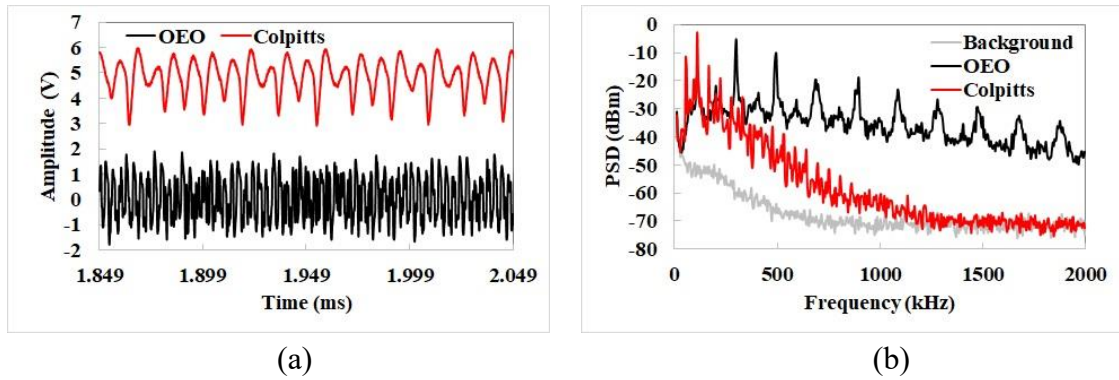 7
6
5
4
3
2
1
0
-1
-2
Amplitude (V)
OEO Colpitts
1.849 1.899 1.949 1.999 2.049
Time (ms)
(a)
0
-10
-20
-30
-40
-50
-60
-70
-80
PSD (dBm)
Background
OEO
Colpitts
0 500 1000 1500 2000
Frequency (kHz)
(b)